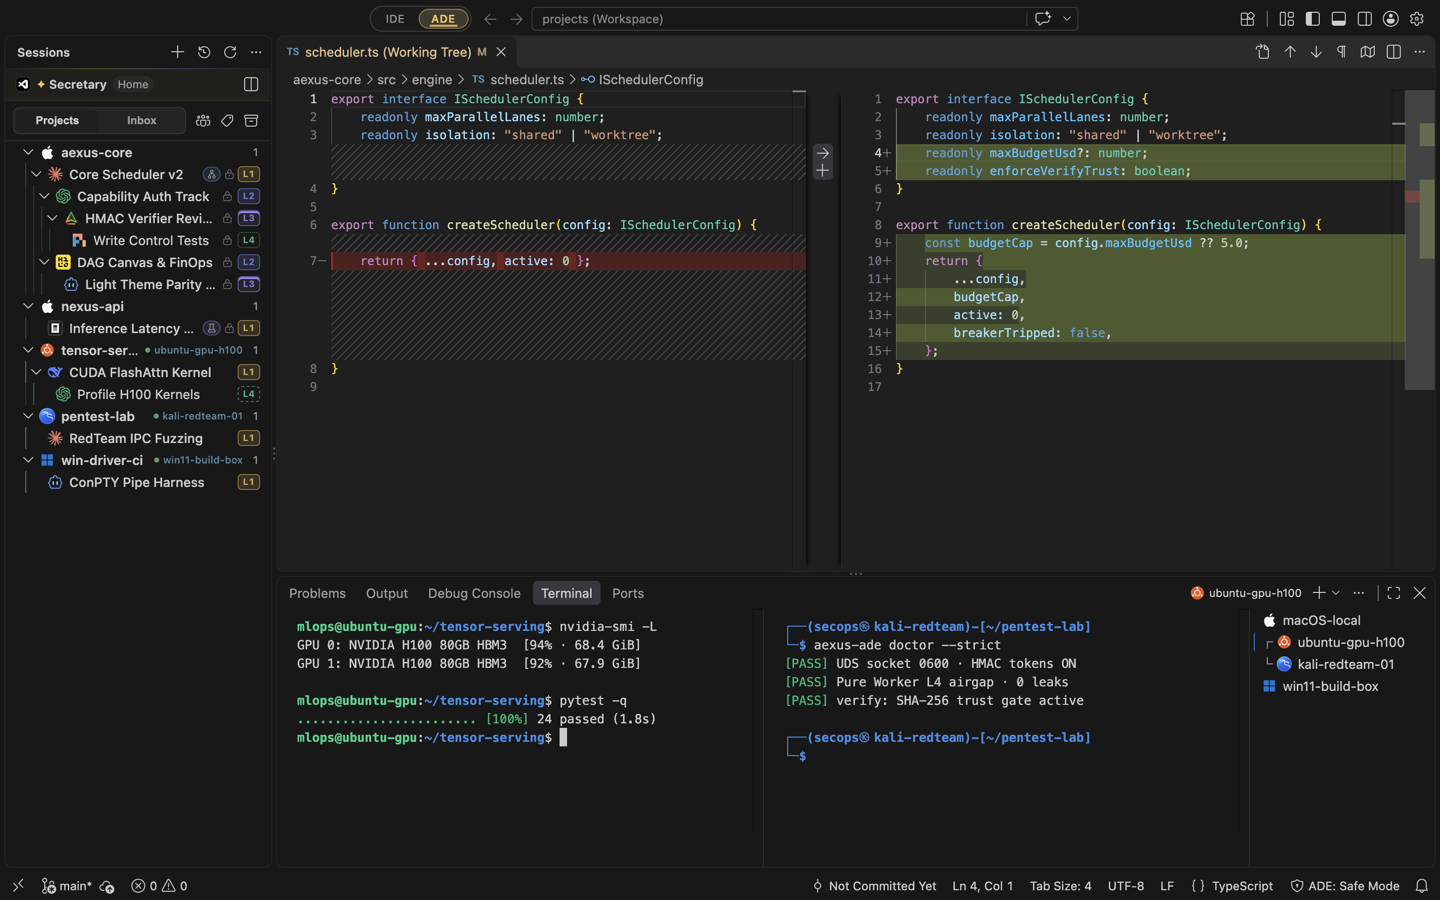 IDE ADE projects (Workspace)
Sessions
Secretary Home
Projects Inbox
aexus-core 1
Core Scheduler v2 L1
Capability Auth Track L2
HMAC Verifier Revi... L3
Write Control Tests L4
DAG Canvas & FinOps L2
Light Theme Parity ... L3
nexus-api 1
Inference Latency ... L1
tensor-ser... ubuntu-gpu-h100 1
CUDA FlashAttn Kernel L1
Profile H100 Kernels L4
pentest-lab kali-redteam-01 1
RedTeam IPC Fuzzing L1
win-driver-ci win11-build-box 1
ConPTY Pipe Harness L1
TS scheduler.ts (Working Tree) M
aexus-core > src > engine > TS scheduler.ts > ISchedulerConfig
1 export interface ISchedulerConfig {
2 readonly maxParallelLanes: number;
3 readonly isolation: "shared" | "worktree";
4 }
5
6 export function createScheduler(config: ISchedulerConfig) {
7− return { ...config, active: 0 };
8 }
9
1 export interface ISchedulerConfig {
2 readonly maxParallelLanes: number;
3 readonly isolation: "shared" | "worktree";
4+ readonly maxBudgetUsd?: number;
5+ readonly enforceVerifyTrust: boolean;
6 }
7
8 export function createScheduler(config: ISchedulerConfig) {
9+ const budgetCap = config.maxBudgetUsd ?? 5.0;
10+ return {
11+ ...config,
12+ budgetCap,
13+ active: 0,
14+ breakerTripped: false,
15+ };
16 }
17
Problems Output Debug Console Terminal Ports
ubuntu-gpu-h100
mlops@ubuntu-gpu:~/tensor-serving$ nvidia-smi -L
GPU 0: NVIDIA H100 80GB HBM3 [94% · 68.4 GiB]
GPU 1: NVIDIA H100 80GB HBM3 [92% · 67.9 GiB]
mlops@ubuntu-gpu:~/tensor-serving$ pytest -q
........................ [100%] 24 passed (1.8s)
mlops@ubuntu-gpu:~/tensor-serving$
┌──(secops㉿ kali-redteam)-[~/pentest-lab]
└─$ aexus-ade doctor --strict
[PASS] UDS socket 0600 · HMAC tokens ON
[PASS] Pure Worker L4 airgap · 0 leaks
[PASS] verify: SHA-256 trust gate active
┌──(secops㉿ kali-redteam)-[~/pentest-lab]
└─$
macOS-local
┌ ubuntu-gpu-h100
└ kali-redteam-01
win11-build-box
main* 0 0
Not Committed Yet Ln 4, Col 1 Tab Size: 4 UTF-8 LF { } TypeScript ADE: Safe Mode